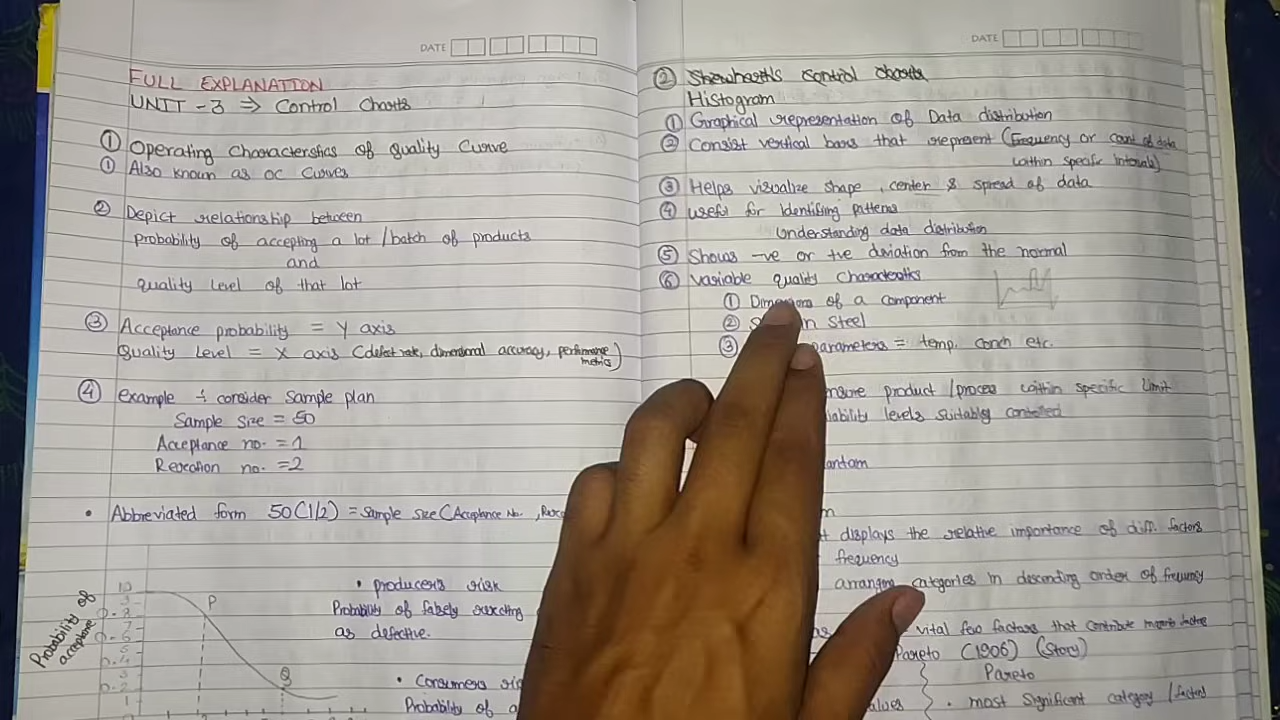 DATE
FULL EXPLANATION
UNIT - 3 ⇒ Control Charts
① Operating Characterstics of quality Curve
① Also known as OC Curves
② Depict relationship between
probability of accepting a lot / batch of products
and
quality level of that lot
③ Acceptance probability = Y axis
Quality Level = X axis (defect rate, dimensional accuracy, performance metrics)
④ Example ÷ consider Sample plan
Sample size = 50
Acceptance no. = 1
no. = 2
• Abbreviated form 50(1/2) = Sample size (Acceptance No. ,
Probability of acceptance
P
Q
• producers risk
Probability of falsely
as defective.
• Consumers
Probability of
DATE
② control charts
Histogram
① Graphical representation of Data distribution
② Consist vertical bars that represent (Frequency or count of data
within specific intervals)
③ Helps visualize shape, center & spread of data
④ useful for Identifing patterns
Understanding data distribution
⑤ Shows -ve or +ve deviation from the normal
⑥ variable quality
① of a component
② Steel
③ parameters = temp. etc.
product / process within specific limit
levels suitably
displays the relative importance of diff. factors
frequency
arranging categories in descending order of
vital few factors that contribute
Pareto (1906) (Story)
Pareto
• most significant category / factors